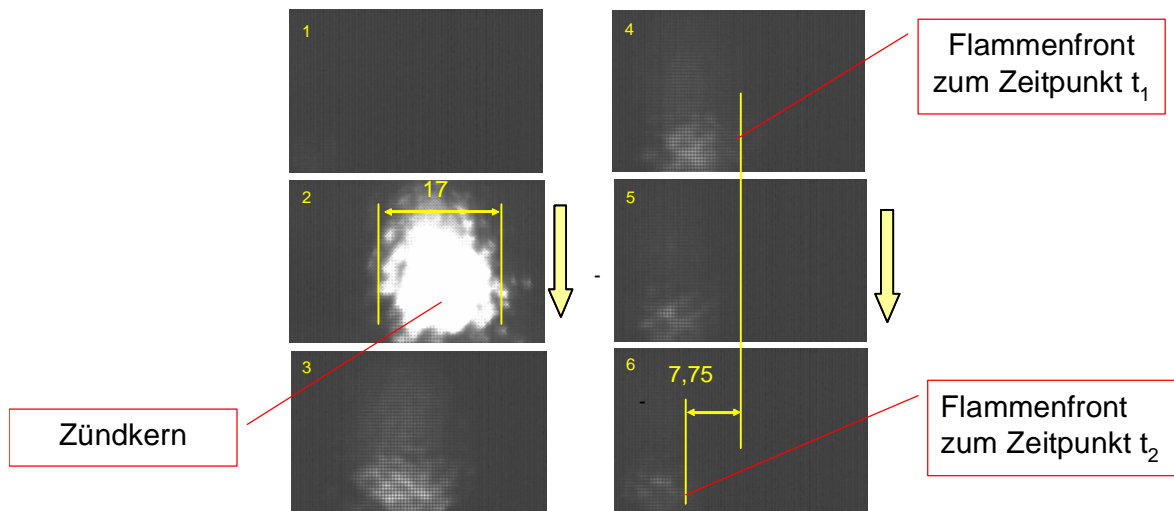 1
2
17
Zündkern
3
4
Flammenfront
zum Zeitpunkt t₁
5
-
6
7,75
-
Flammenfront
zum Zeitpunkt t₂